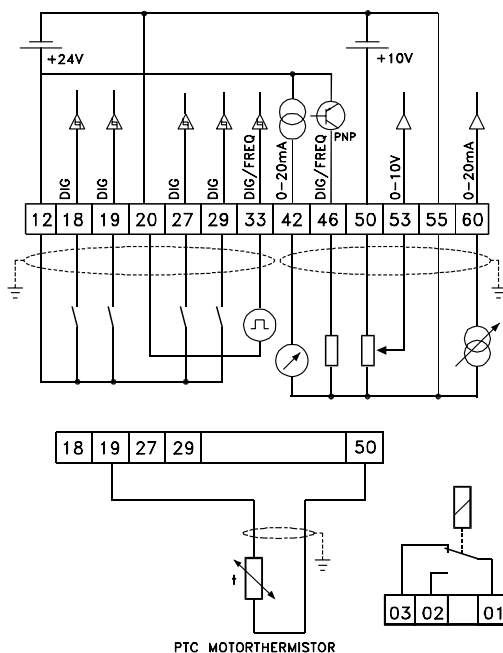 +24V
+10V
DIG
DIG
DIG
DIG
DIG/FREQ
0-20mA
DIG/FREQ
PNP
0-10V
0-20mA
12 18 19 20 27 29 33 42 46 50 53 55 60
18 19 27 29 50
t
03 02 01
PTC MOTORTHERMISTOR